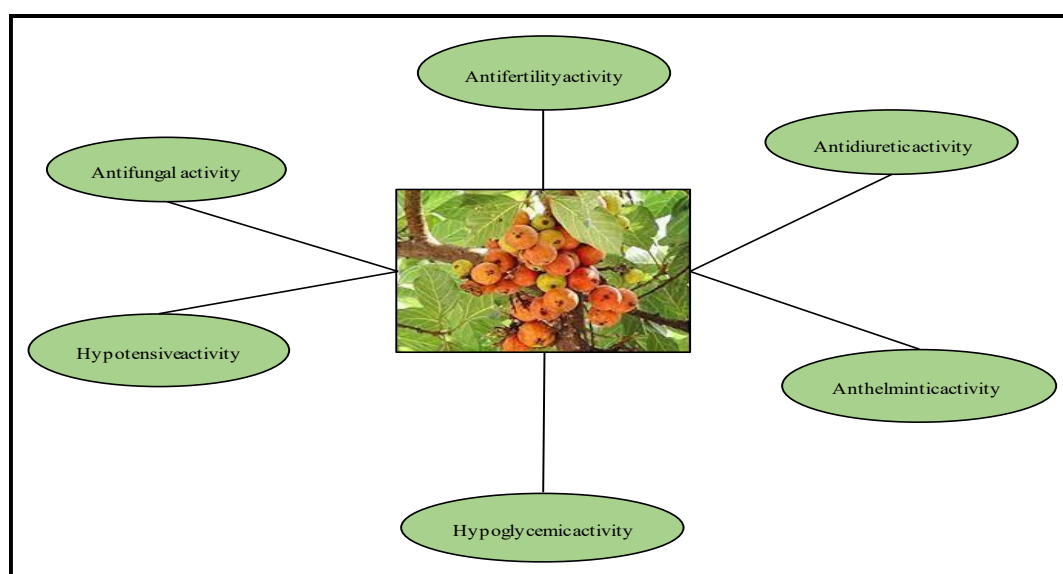 Antifertilityactivity
Antidiureticactivity
Antifungal activity
Hypotensiveactivity
Anthelminticactivity
Hypoglycemicactivity